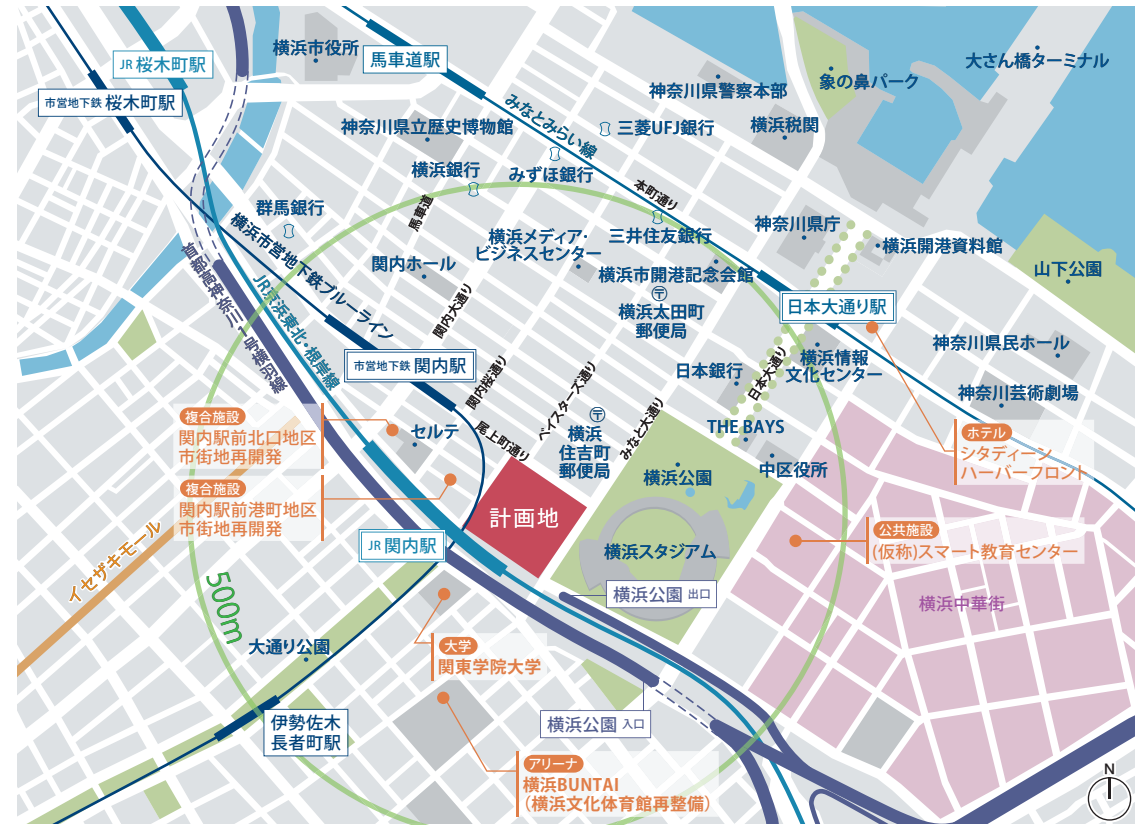 横浜市役所
馬車道駅
JR 桜木町駅
市営地下鉄 桜木町駅
大さん橋ターミナル
象の鼻パーク
神奈川県警察本部
みなとみらい線
三菱UFJ銀行
横浜税関
神奈川県立歴史博物館
横浜銀行
みずほ銀行
本町通り
馬車道
群馬銀行
横浜市営地下鉄ブルーライン
首都高神奈川1号横羽線
JR京浜東北・根岸線
関内ホール
横浜メディア・
ビジネスセンター
三井住友銀行
神奈川県庁
横浜開港資料館
横浜市開港記念会館
山下公園
関内大通り
横浜太田町
郵便局
日本大通り駅
市営地下鉄 関内駅
関内桜通り
ベイスターズ通り
日本銀行
日本大通り
横浜情報
文化センター
神奈川県民ホール
神奈川芸術劇場
複合施設
関内駅前北口地区
市街地再開発
セルテ
尾上町通り
横浜
住吉町
郵便局
みなと大通り
THE BAYS
中区役所
ホテル
シタディーン
ハーバーフロント
複合施設
関内駅前港町地区
市街地再開発
横浜公園
計画地
JR 関内駅
横浜スタジアム
公共施設
(仮称)スマート教育センター
イセザキモール
500m
横浜公園 出口
横浜中華街
大通り公園
大学
関東学院大学
伊勢佐木
長者町駅
横浜公園 入口
アリーナ
横浜BUNTAI
(横浜文化体育館再整備)
N